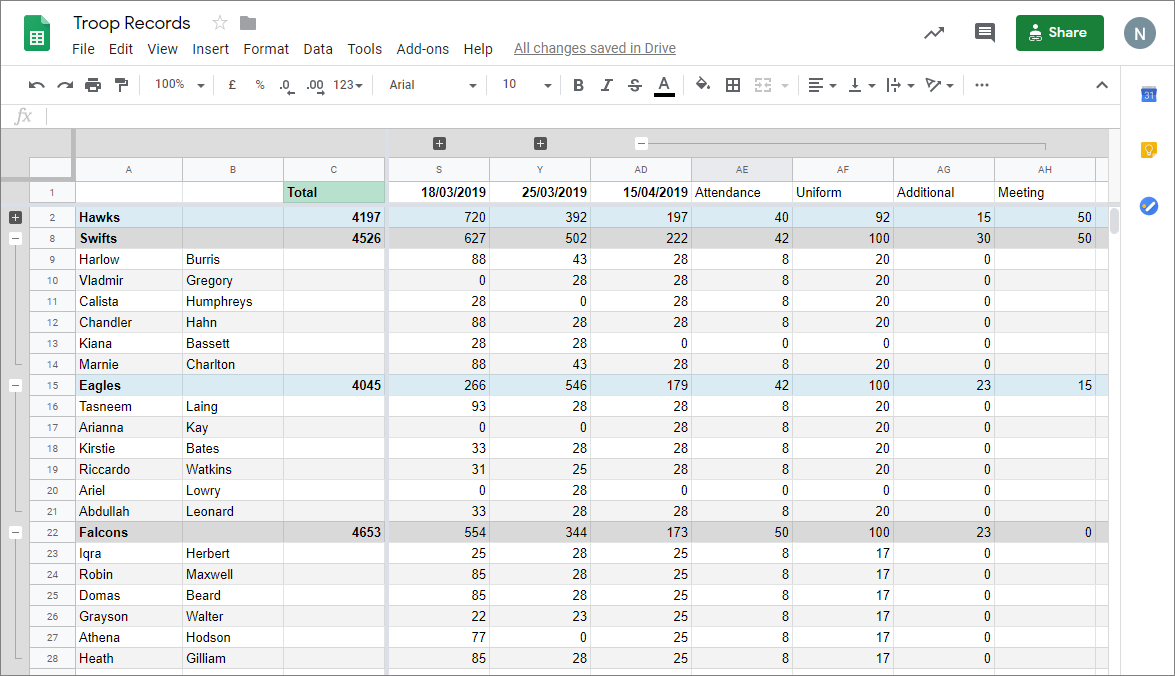 Troop Records
File Edit View Insert Format Data Tools Add-ons Help All changes saved in Drive
Share
N
100% £ % .0 .00 123 Arial 10 B I S A
31
fx
A B C S Y AD AE AF AG AH
1 Total 18/03/2019 25/03/2019 15/04/2019 Attendance Uniform Additional Meeting
2 Hawks 4197 720 392 197 40 92 15 50
8 Swifts 4526 627 502 222 42 100 30 50
9 Harlow Burris 88 43 28 8 20 0
10 Vladmir Gregory 0 28 28 8 20 0
11 Calista Humphreys 28 0 28 8 20 0
12 Chandler Hahn 88 28 28 8 20 0
13 Kiana Bassett 28 28 0 0 0 0
14 Marnie Charlton 88 43 28 8 20 0
15 Eagles 4045 266 546 179 42 100 23 15
16 Tasneem Laing 93 28 28 8 20 0
17 Arianna Kay 0 0 28 8 20 0
18 Kirstie Bates 33 28 28 8 20 0
19 Riccardo Watkins 31 25 28 8 20 0
20 Ariel Lowry 0 28 0 0 0 0
21 Abdullah Leonard 33 28 28 8 20 0
22 Falcons 4653 554 344 173 50 100 23 0
23 Iqra Herbert 25 28 25 8 17 0
24 Robin Maxwell 85 28 25 8 17 0
25 Domas Beard 85 28 25 8 17 0
26 Grayson Walter 22 23 25 8 17 0
27 Athena Hodson 77 0 25 8 17 0
28 Heath Gilliam 85 28 25 8 17 0